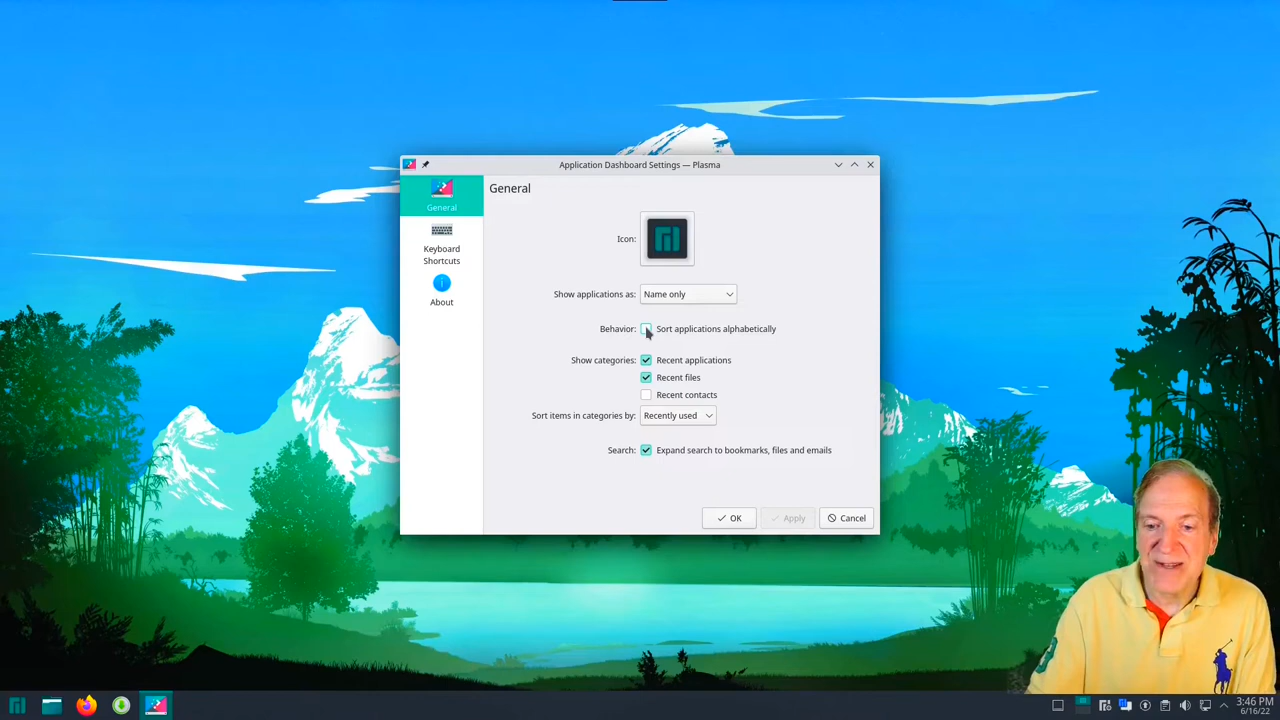 Application Dashboard Settings — Plasma
General
General
Icon:
Keyboard
Shortcuts
About
Show applications as: Name only
Behavior: Sort applications alphabetically
Show categories: Recent applications
Recent files
Recent contacts
Sort items in categories by: Recently used
Search: Expand search to bookmarks, files and emails
OK Apply Cancel
3:46 PM
6/16/22